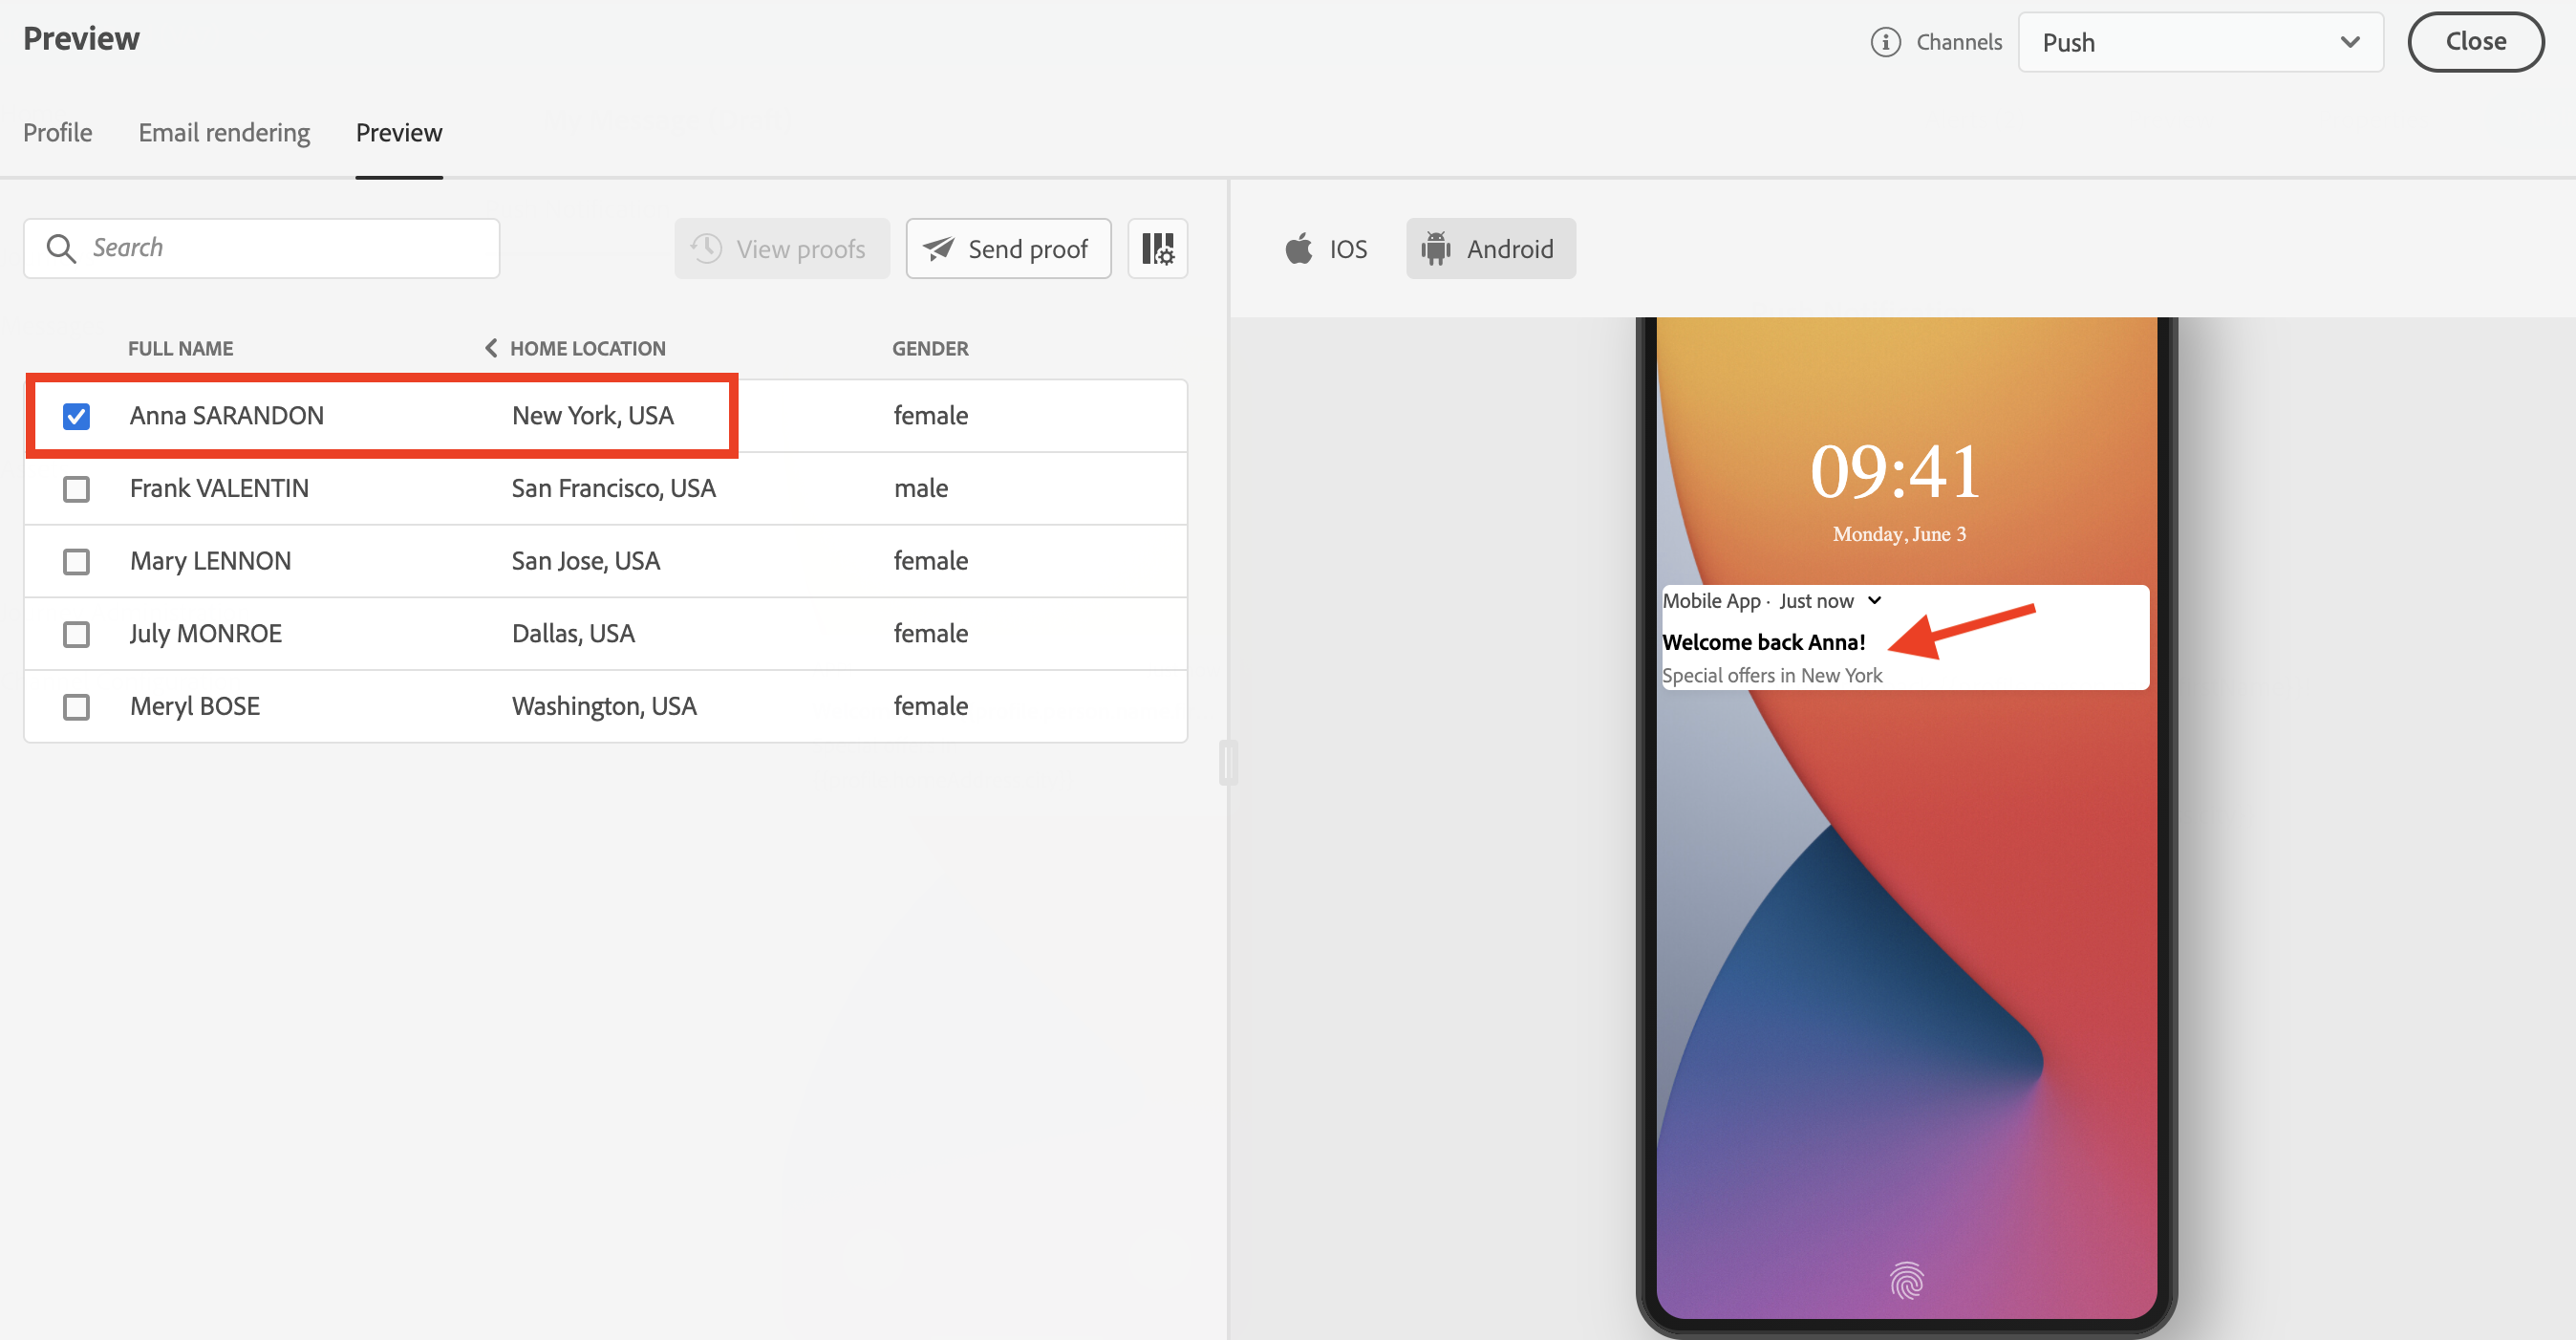 Preview
Channels
Push
Close
Profile
Email rendering
Preview
Search
View proofs
Send proof
IOS
Android
FULL NAME HOME LOCATION GENDER
Anna SARANDON New York, USA female
Frank VALENTIN San Francisco, USA male
Mary LENNON San Jose, USA female
July MONROE Dallas, USA female
Meryl BOSE Washington, USA female
09:41
Monday, June 3
Mobile App · Just now
Welcome back Anna!
Special offers in New York